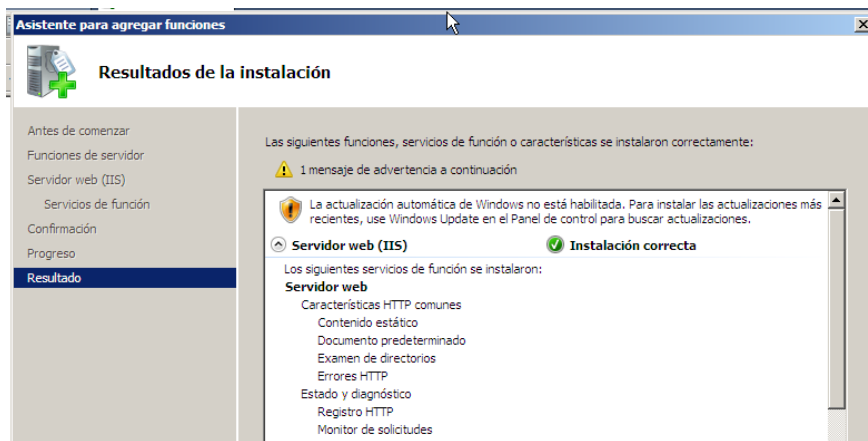 Asistente para agregar funciones
Resultados de la instalación
Antes de comenzar
Funciones de servidor
Servidor web (IIS)
Servicios de función
Confirmación
Progreso
Resultado
Las siguientes funciones, servicios de función o características se instalaron correctamente:
1 mensaje de advertencia a continuación
La actualización automática de Windows no está habilitada. Para instalar las actualizaciones más
recientes, use Windows Update en el Panel de control para buscar actualizaciones.
Servidor web (IIS) Instalación correcta
Los siguientes servicios de función se instalaron:
Servidor web
Características HTTP comunes
Contenido estático
Documento predeterminado
Examen de directorios
Errores HTTP
Estado y diagnóstico
Registro HTTP
Monitor de solicitudes